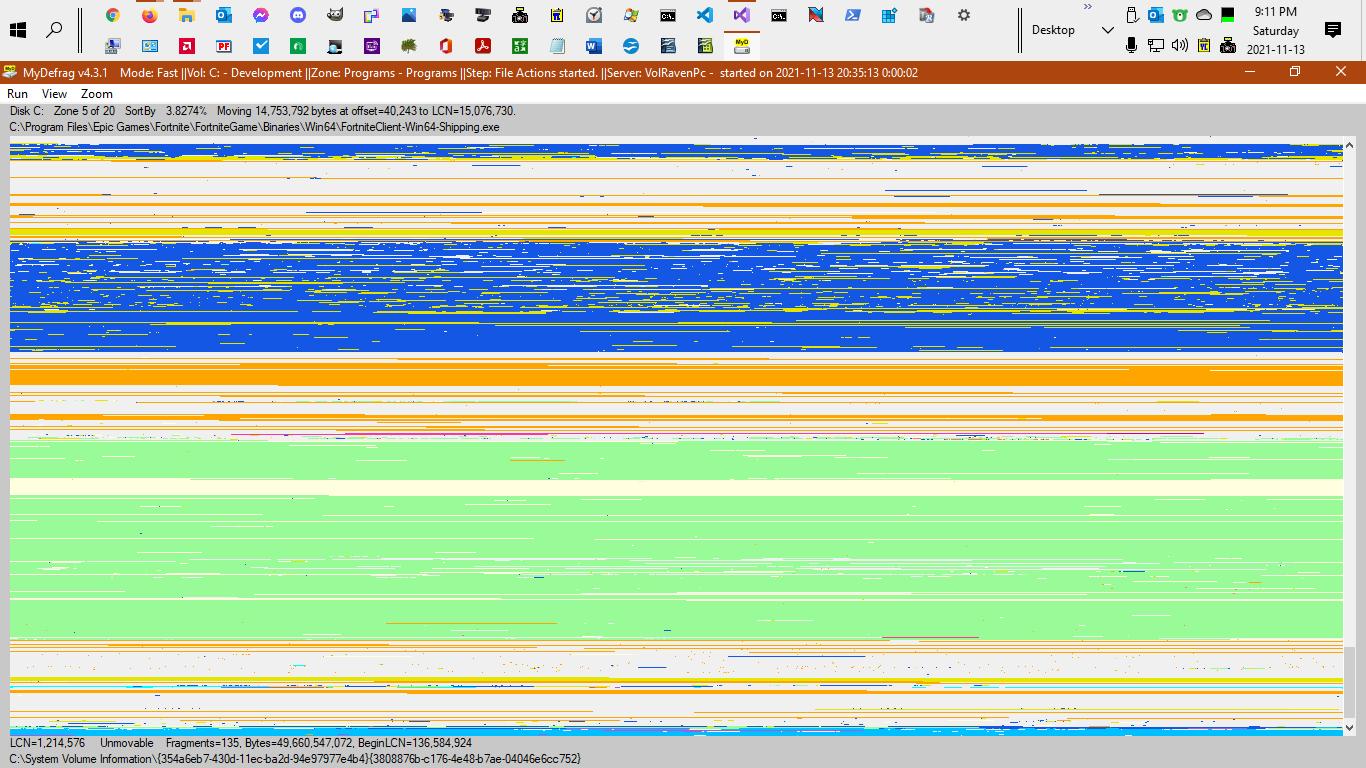 9:11 PM
Desktop
Saturday
2021-11-13
MyDefrag v4.3.1 Mode: Fast ||Vol: C: - Development ||Zone: Programs - Programs ||Step: File Actions started. ||Server: VolRavenPc - started on 2021-11-13 20:35:13 0:00:02
Run View Zoom
Disk C: Zone 5 of 20 SortBy 3.8274% Moving 14,753,792 bytes at offset=40,243 to LCN=15,076,730.
C:\Program Files\Epic Games\Fortnite\FortniteGame\Binaries\Win64\FortniteClient-Win64-Shipping.exe
LCN=1,214,576 Unmovable Fragments=135, Bytes=49,660,547,072, BeginLCN=136,584,924
C:\System Volume Information\{354a6eb7-430d-11ec-ba2d-94e97977e4b4}{3808876b-c176-4e48-b7ae-04046e6cc752}